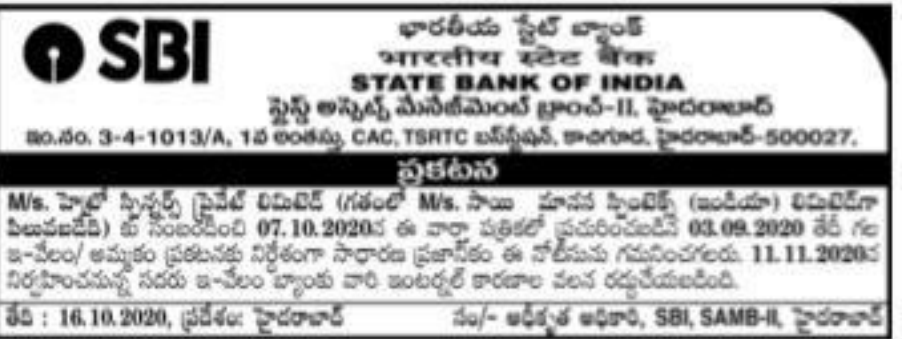 SBI
భారతీయ స్టేట్ బ్యాంక్
भारतीय स्टेट बैंक
STATE BANK OF INDIA
స్ట్రెస్డ్ అస్సెట్స్ మేనేజ్‌మెంట్ బ్రాంచ్-II, హైదరాబాద్
ఇం.నం. 3-4-1013/A, 1వ అంతస్తు, CAC, TSRTC బస్‌స్టేషన్, కాచిగూడ, హైదరాబాద్-500027.
ప్రకటన
M/s. హెత్రో స్పిన్నర్స్ ప్రైవేట్ లిమిటెడ్ (గతంలో M/s. సాయి మానస స్పింటెక్స్ (ఇండియా) లిమిటెడ్‌గా
పిలువబడేది) కు సంబంధించి 07.10.2020న ఈ వార్తా పత్రికలో ప్రచురించబడిన 03.09.2020 తేదీ గల
ఇ-వేలం/ అమ్మకం ప్రకటనకు నిర్దేశంగా సాధారణ ప్రజానీకం ఈ నోటీసును గమనించగలరు. 11.11.2020న
నిర్వహించనున్న సదరు ఇ-వేలం బ్యాంకు వారి ఇంటర్నల్ కారణాల వలన రద్దుచేయబడింది.
తేది : 16.10.2020, ప్రదేశం: హైదరాబాద్ సం/- అధీకృత అధికారి, SBI, SAMB-II, హైదరాబాద్